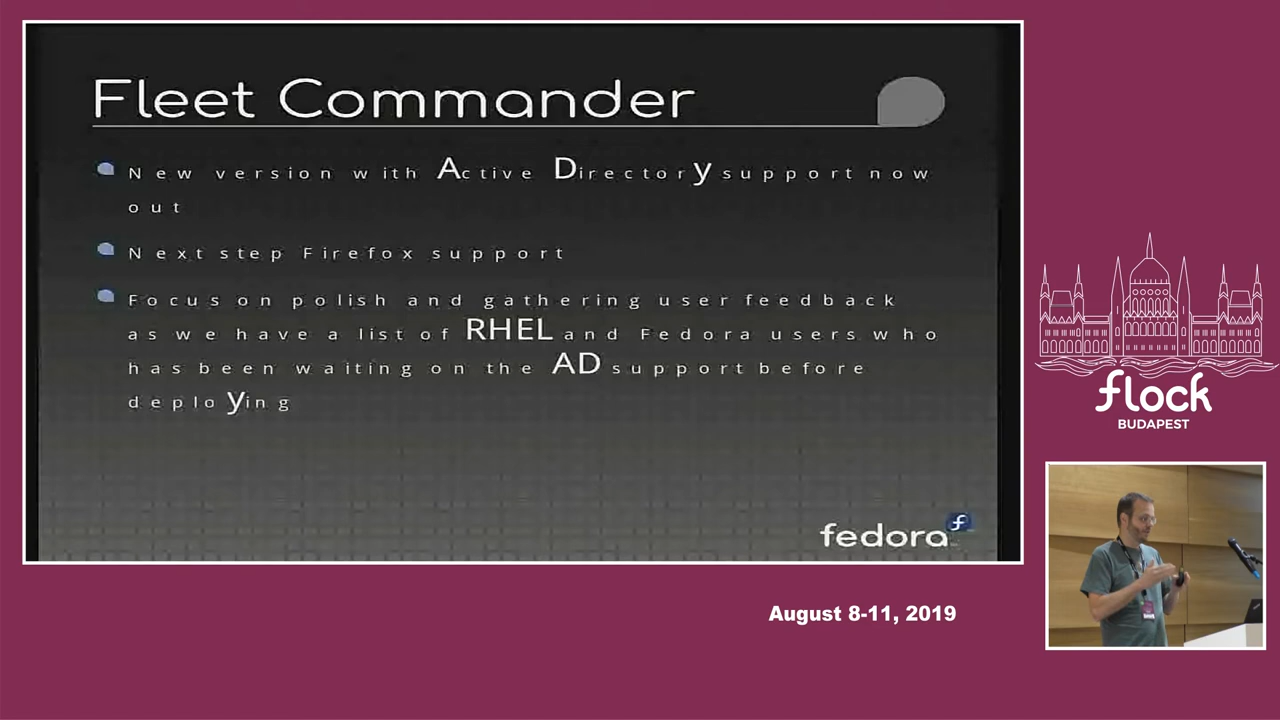 Fleet Commander
New version with Active Directory support now
out
Next step Firefox support
Focus on polish and gathering user feedback
as we have a list of RHEL and Fedora users who
has been waiting on the AD support before
deploying
fedora
flock
BUDAPEST
August 8-11, 2019